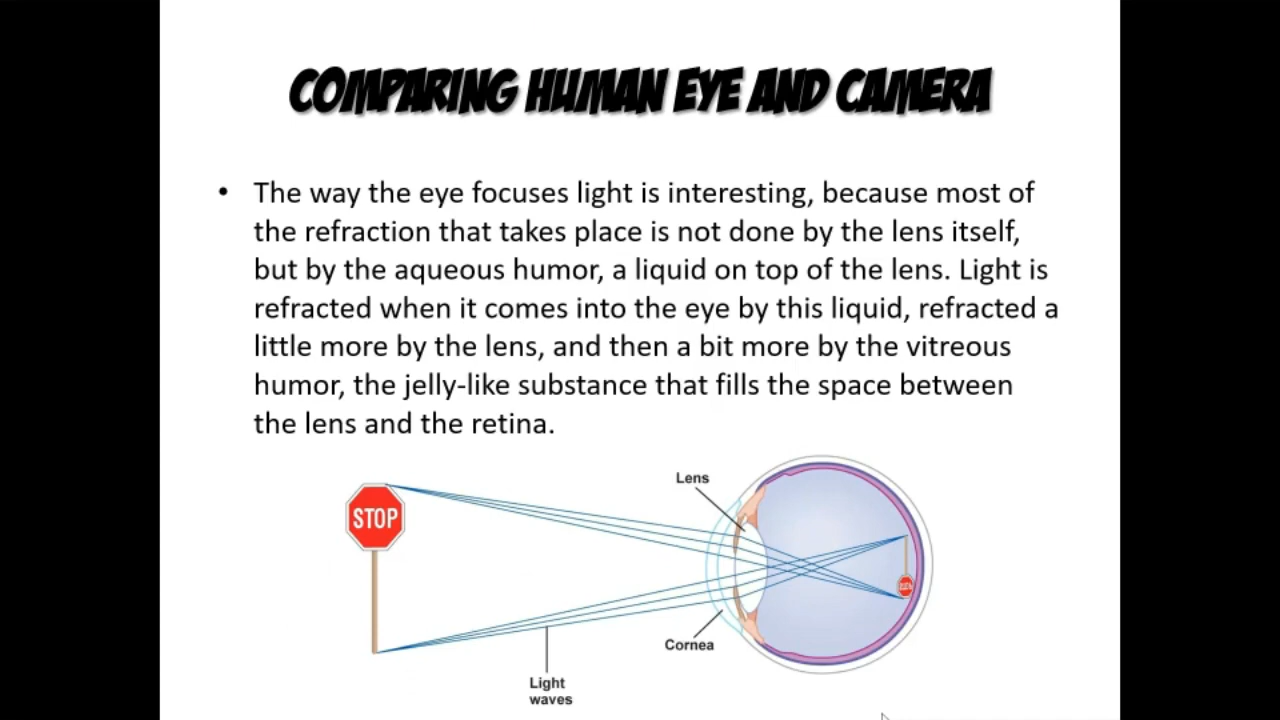 COMPARING HUMAN EYE AND CAMERA
• The way the eye focuses light is interesting, because most of
the refraction that takes place is not done by the lens itself,
but by the aqueous humor, a liquid on top of the lens. Light is
refracted when it comes into the eye by this liquid, refracted a
little more by the lens, and then a bit more by the vitreous
humor, the jelly-like substance that fills the space between
the lens and the retina.
Lens
STOP
Cornea
Light
waves